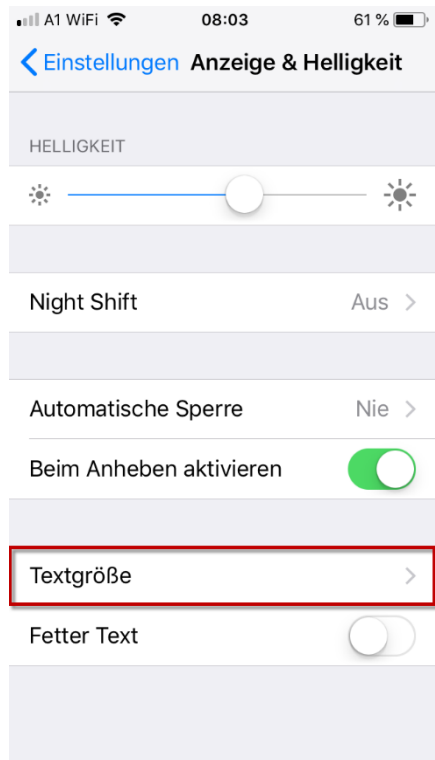 A1 WiFi 08:03 61 %
Einstellungen Anzeige & Helligkeit
HELLIGKEIT
Night Shift Aus
Automatische Sperre Nie
Beim Anheben aktivieren
Textgröße
Fetter Text